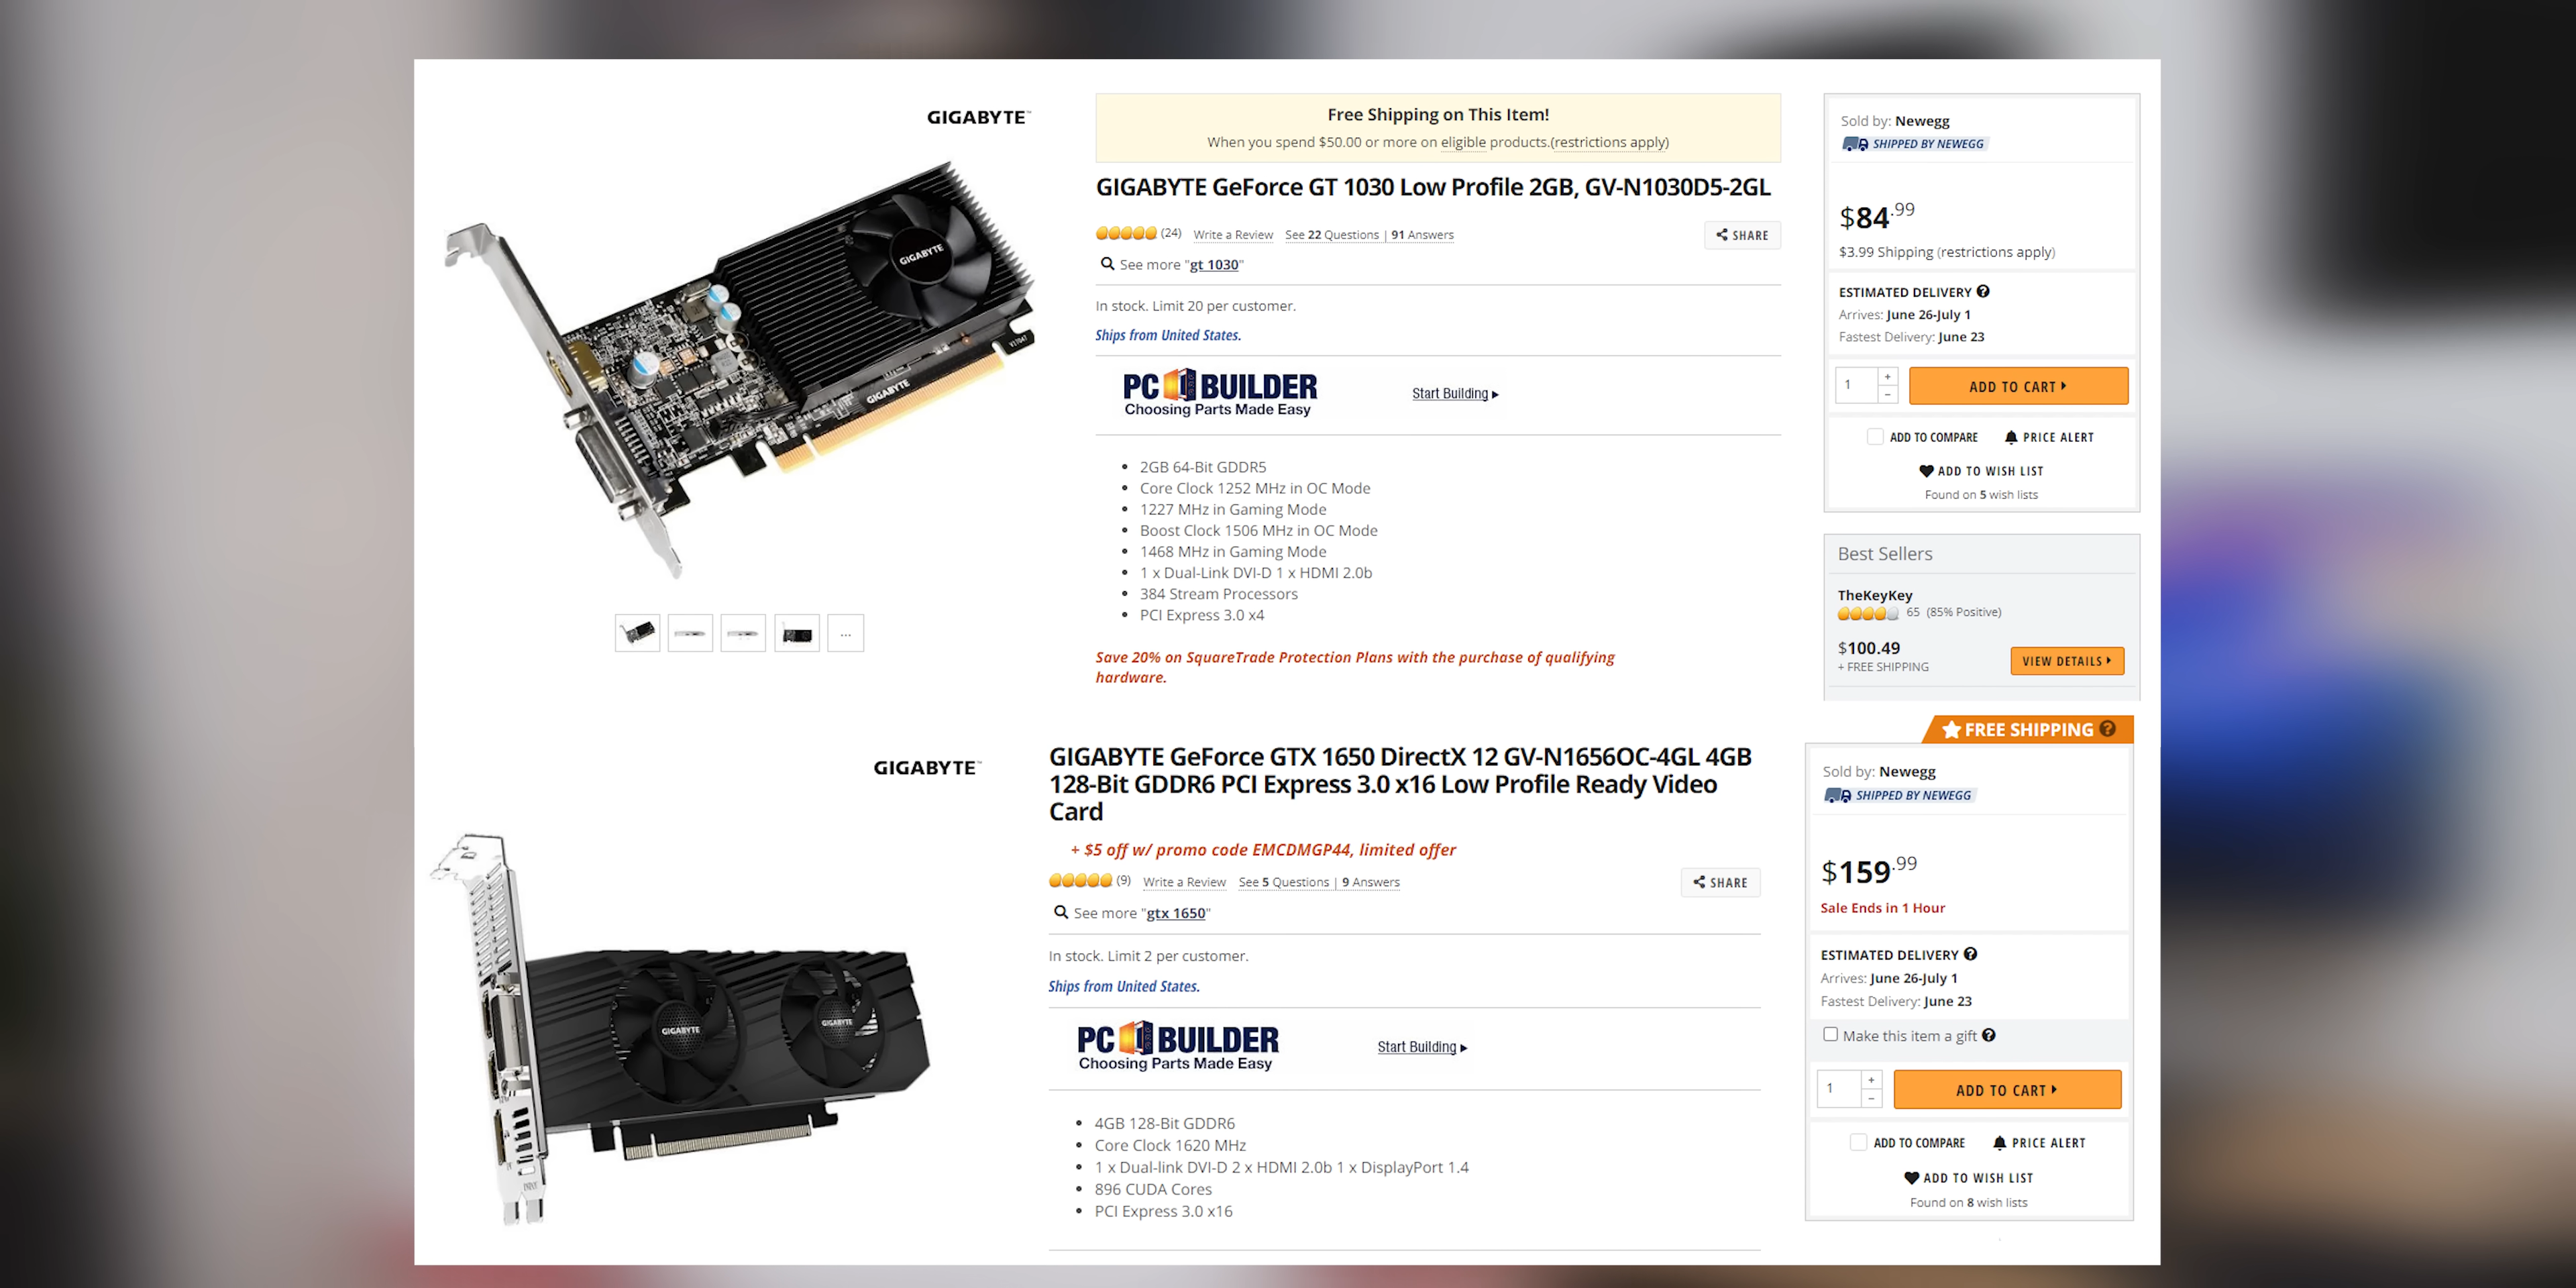 GIGABYTE™
GIGABYTE
GIGABYTE
Free Shipping on This Item!
When you spend $50.00 or more on eligible products.(restrictions apply)
GIGABYTE GeForce GT 1030 Low Profile 2GB, GV-N1030D5-2GL
(24) Write a Review See 22 Questions | 91 Answers
SHARE
See more "gt 1030"
In stock. Limit 20 per customer.
Ships from United States.
PC BUILDER
Choosing Parts Made Easy
Start Building ▸
• 2GB 64-Bit GDDR5
• Core Clock 1252 MHz in OC Mode
• 1227 MHz in Gaming Mode
• Boost Clock 1506 MHz in OC Mode
• 1468 MHz in Gaming Mode
• 1 x Dual-Link DVI-D 1 x HDMI 2.0b
• 384 Stream Processors
• PCI Express 3.0 x4
Save 20% on SquareTrade Protection Plans with the purchase of qualifying
hardware.
...
Sold by: Newegg
SHIPPED BY NEWEGG
$84.99
$3.99 Shipping (restrictions apply)
ESTIMATED DELIVERY ?
Arrives: June 26-July 1
Fastest Delivery: June 23
1 + −
ADD TO CART ▸
ADD TO COMPARE PRICE ALERT
ADD TO WISH LIST
Found on 5 wish lists
Best Sellers
TheKeyKey
65 (85% Positive)
$100.49
+ FREE SHIPPING
VIEW DETAILS ▸
GIGABYTE™
GIGABYTE
GIGABYTE
GIGABYTE GeForce GTX 1650 DirectX 12 GV-N1656OC-4GL 4GB
128-Bit GDDR6 PCI Express 3.0 x16 Low Profile Ready Video
Card
+ $5 off w/ promo code EMCDMGP44, limited offer
(9) Write a Review See 5 Questions | 9 Answers
SHARE
See more "gtx 1650"
In stock. Limit 2 per customer.
Ships from United States.
PC BUILDER
Choosing Parts Made Easy
Start Building ▸
• 4GB 128-Bit GDDR6
• Core Clock 1620 MHz
• 1 x Dual-link DVI-D 2 x HDMI 2.0b 1 x DisplayPort 1.4
• 896 CUDA Cores
• PCI Express 3.0 x16
FREE SHIPPING ?
Sold by: Newegg
SHIPPED BY NEWEGG
$159.99
Sale Ends in 1 Hour
ESTIMATED DELIVERY ?
Arrives: June 26-July 1
Fastest Delivery: June 23
Make this item a gift ?
1 + −
ADD TO CART ▸
ADD TO COMPARE PRICE ALERT
ADD TO WISH LIST
Found on 8 wish lists